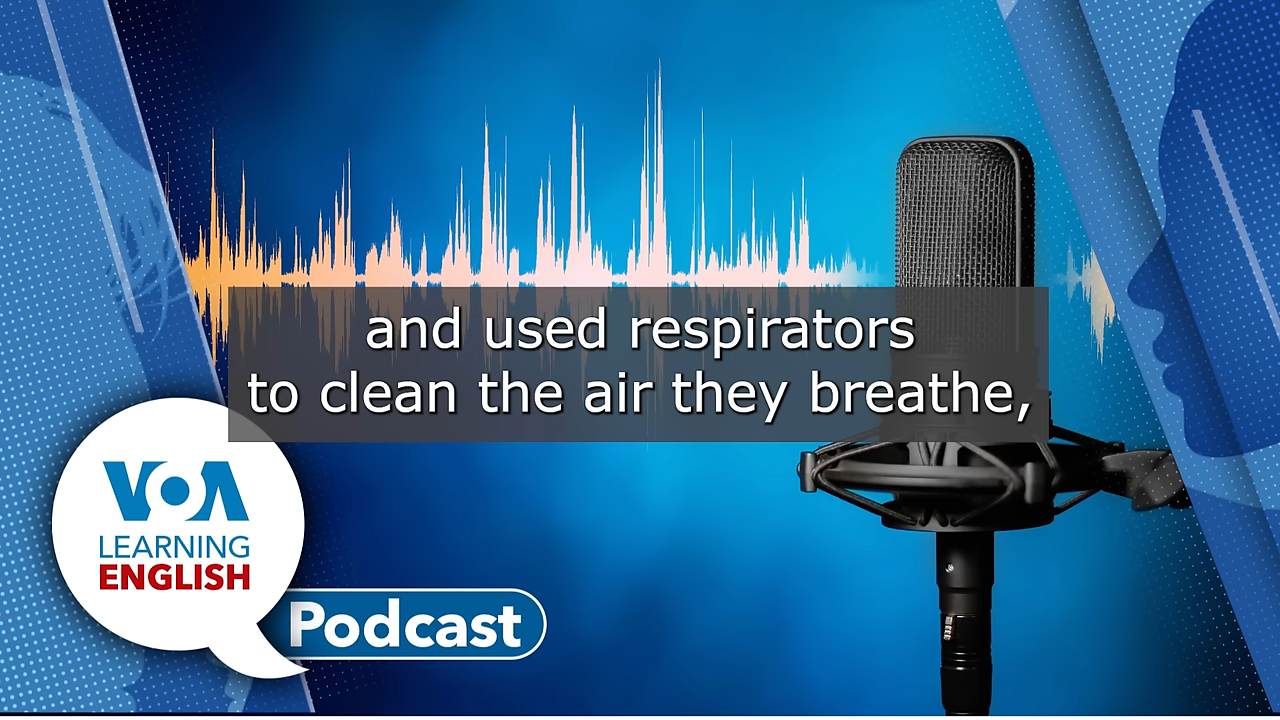 and used respirators
to clean the air they breathe,
VOA
LEARNING
ENGLISH
Podcast